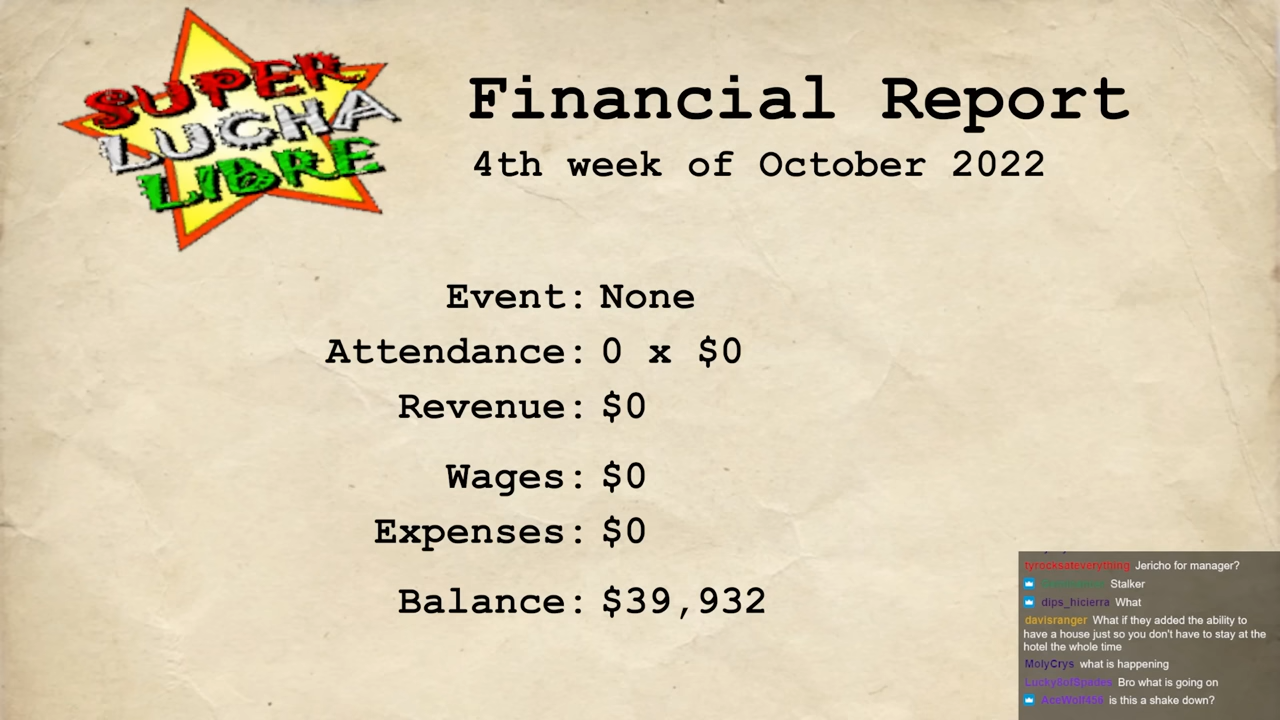 SUPER
LUCHA
LIBRE
Financial Report
4th week of October 2022
Event: None
Attendance: 0 x $0
Revenue: $0
Wages: $0
Expenses: $0
Balance: $39,932
tyrocksateverything Jericho for manager?
Stalker
dips_hicierra What
davisranger What if they added the ability to
have a house just so you don't have to stay at the
hotel the whole time
MolyCrys what is happening
Lucky8ofSpades Bro what is going on
AceWolf456 is this a shake down?